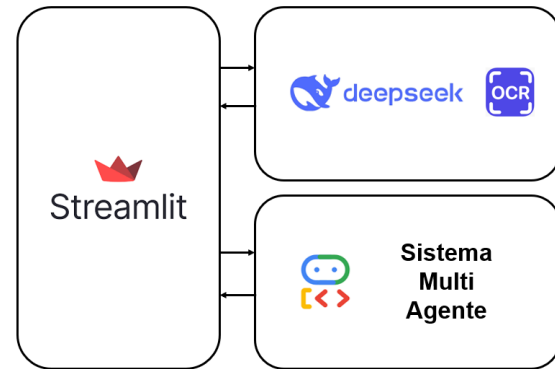 Streamlit
deepseek
OCR
Sistema
Multi
Agente